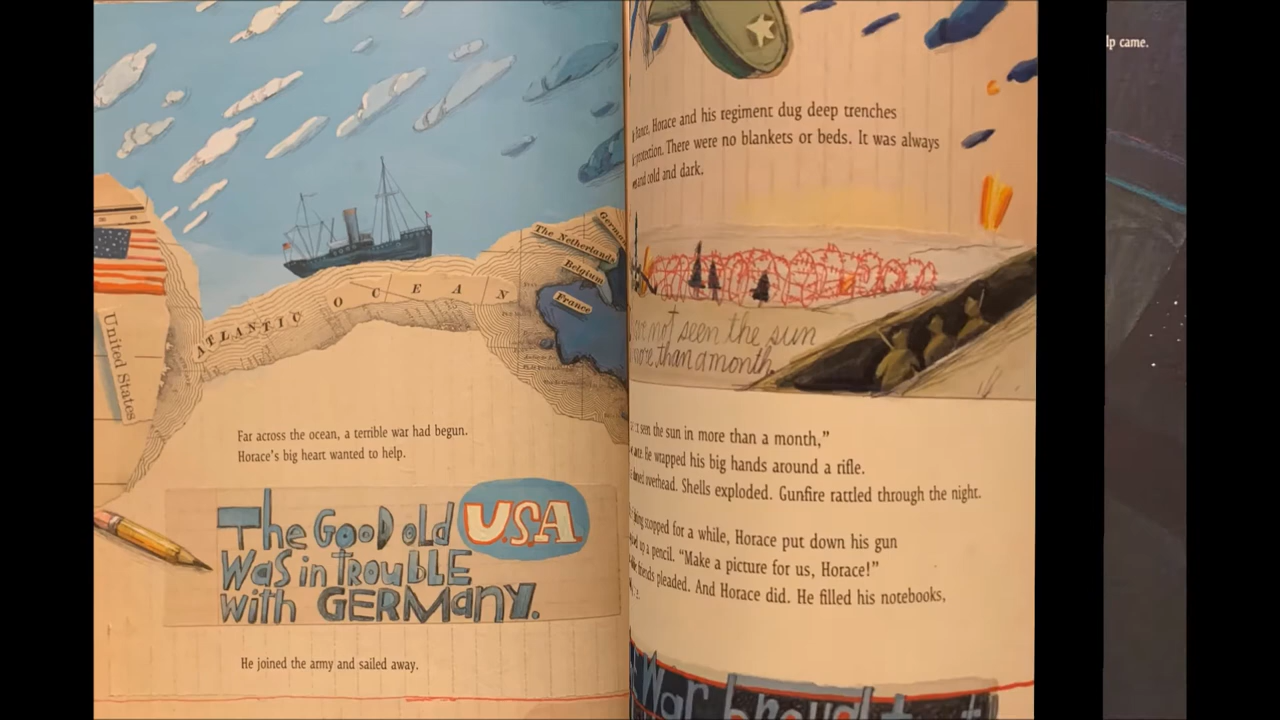 United States
ATLANTIC OCEAN
The Netherlands
Belgium
France
Far across the ocean, a terrible war had begun.
Horace's big heart wanted to help.
The GOOD old U.S.A.
Was in TROUBLE
with GERMANY.
He joined the army and sailed away.
Horace and his regiment dug deep trenches
There were no blankets or beds. It was always
and cold and dark.
not seen the sun
more than a month,
seen the sun in more than a month,”
He wrapped his big hands around a rifle.
overhead. Shells exploded. Gunfire rattled through the night.
stopped for a while, Horace put down his gun
up a pencil. “Make a picture for us, Horace!”
friends pleaded. And Horace did. He filled his notebooks,
War brought
came.